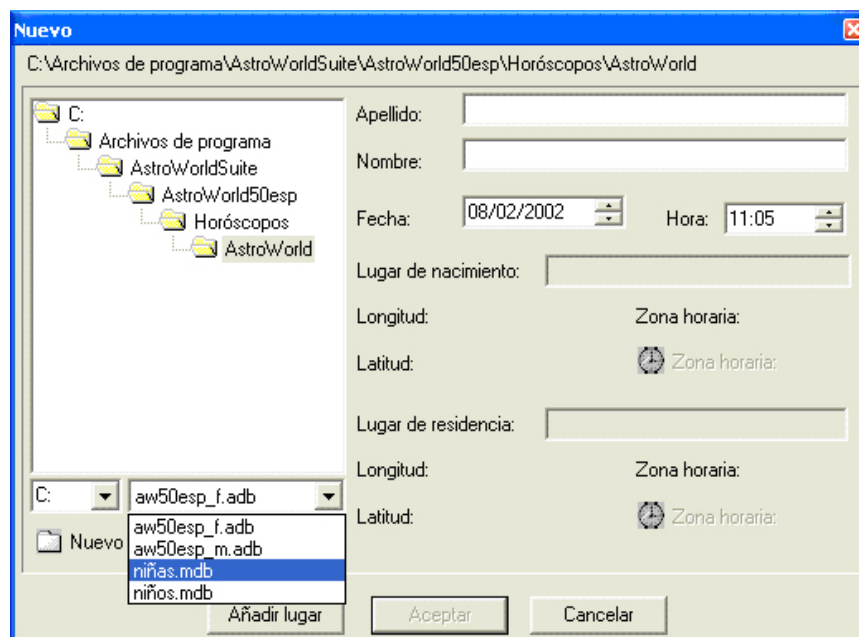 Nuevo
C:\Archivos de programa\AstroWorldSuite\AstroWorld50esp\Horóscopos\AstroWorld
C:
Archivos de programa
AstroWorldSuite
AstroWorld50esp
Horóscopos
AstroWorld
Apellido:
Nombre:
Fecha: 08/02/2002 Hora: 11:05
Lugar de nacimiento:
Longitud: Zona horaria:
Latitud: Zona horaria:
Lugar de residencia:
Longitud: Zona horaria:
Latitud: Zona horaria:
C: aw50esp_f.adb
aw50esp_f.adb
aw50esp_m.adb
niñas.mdb
niños.mdb
Nuevo
Añadir lugar Aceptar Cancelar